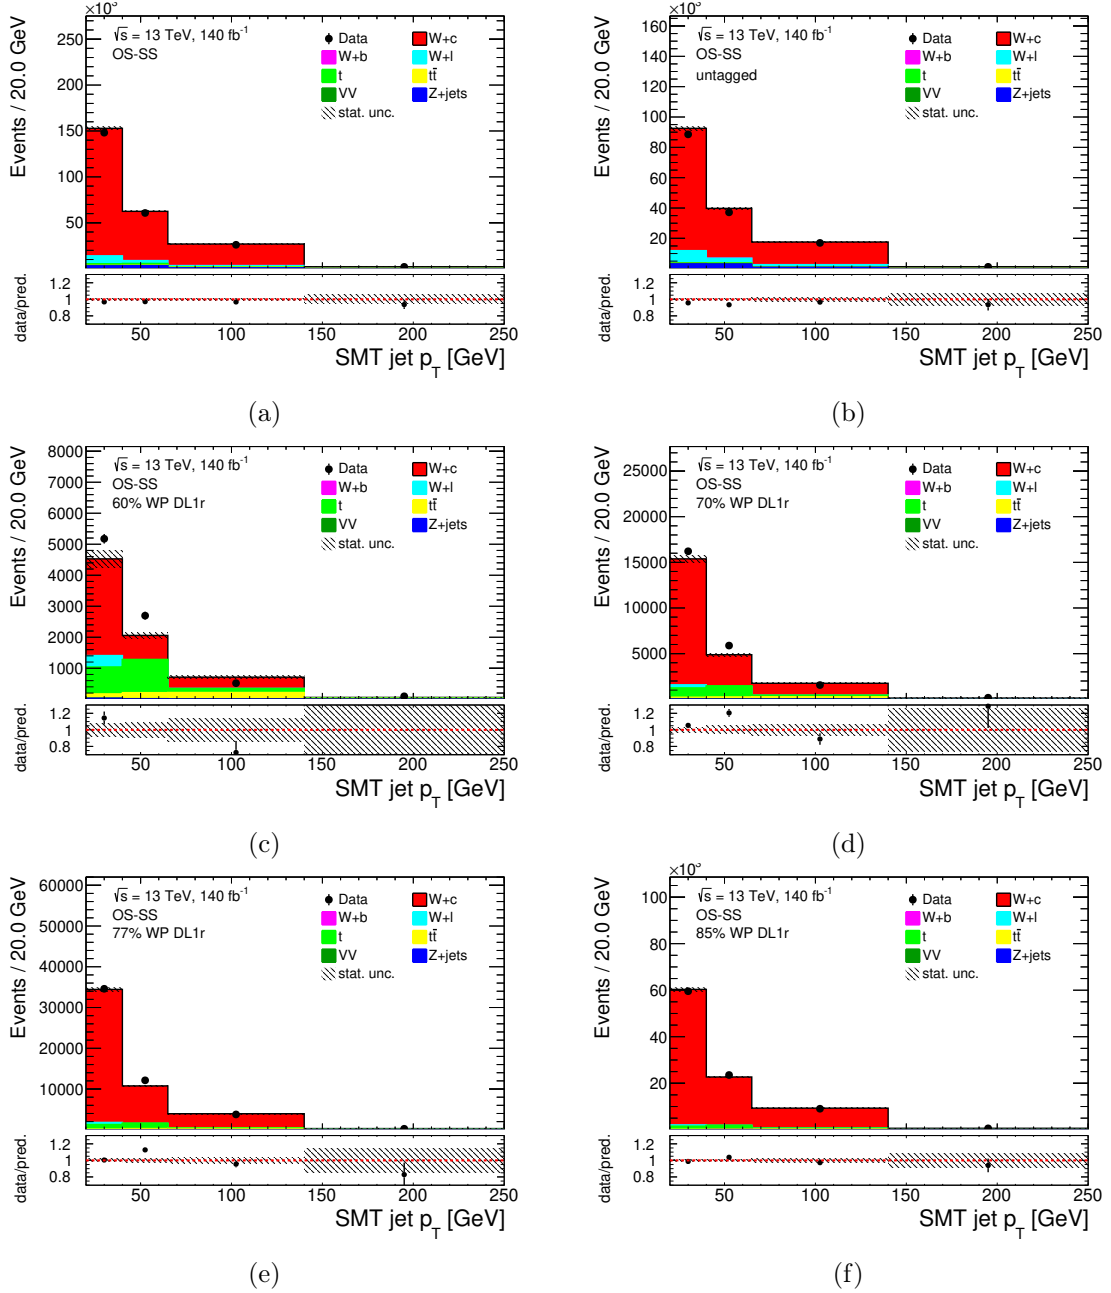 ×10³
Events / 20.0 GeV
√s = 13 TeV, 140 fb⁻¹
OS-SS
Data W+c
W+b W+l
t tt̄
VV Z+jets
stat. unc.
250
200
150
100
50
data/pred.
1.2
1
0.8
50 100 150 200 250
SMT jet p_T [GeV]
(a)
×10³
Events / 20.0 GeV
√s = 13 TeV, 140 fb⁻¹
OS-SS
untagged
Data W+c
W+b W+l
t tt̄
VV Z+jets
stat. unc.
160
140
120
100
80
60
40
20
data/pred.
1.2
1
0.8
50 100 150 200 250
SMT jet p_T [GeV]
(b)
Events / 20.0 GeV
√s = 13 TeV, 140 fb⁻¹
OS-SS
60% WP DL1r
Data W+c
W+b W+l
t tt̄
VV Z+jets
stat. unc.
8000
7000
6000
5000
4000
3000
2000
1000
data/pred.
1.2
1
0.8
50 100 150 200 250
SMT jet p_T [GeV]
(c)
Events / 20.0 GeV
√s = 13 TeV, 140 fb⁻¹
OS-SS
70% WP DL1r
Data W+c
W+b W+l
t tt̄
VV Z+jets
stat. unc.
25000
20000
15000
10000
5000
data/pred.
1.2
1
0.8
50 100 150 200 250
SMT jet p_T [GeV]
(d)
Events / 20.0 GeV
√s = 13 TeV, 140 fb⁻¹
OS-SS
77% WP DL1r
Data W+c
W+b W+l
t tt̄
VV Z+jets
stat. unc.
60000
50000
40000
30000
20000
10000
data/pred.
1.2
1
0.8
50 100 150 200 250
SMT jet p_T [GeV]
(e)
×10³
Events / 20.0 GeV
√s = 13 TeV, 140 fb⁻¹
OS-SS
85% WP DL1r
Data W+c
W+b W+l
t tt̄
VV Z+jets
stat. unc.
100
80
60
40
20
data/pred.
1.2
1
0.8
50 100 150 200 250
SMT jet p_T [GeV]
(f)